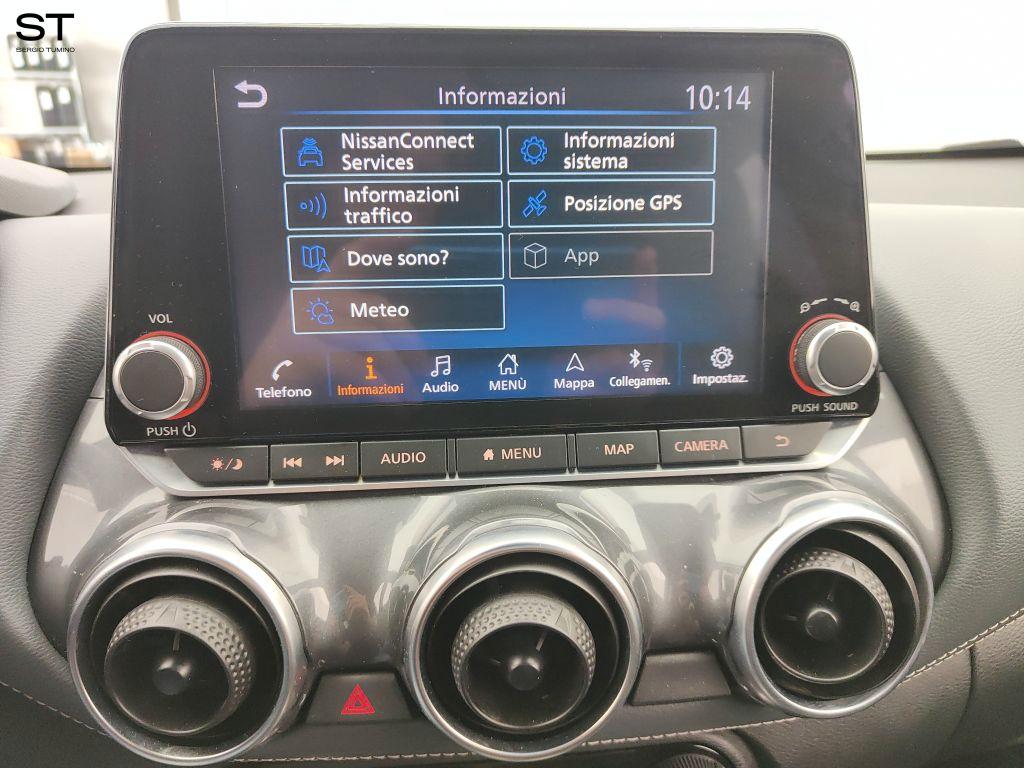 ST
SERGIO TUMINO
Informazioni
10:14
NissanConnect
Services
Informazioni
sistema
Informazioni
traffico
Posizione GPS
Dove sono?
App
Meteo
VOL
Telefono
Informazioni
Audio
MENÙ
Mappa
Collegamen.
Impostaz.
PUSH
PUSH SOUND
AUDIO
MENU
MAP
CAMERA